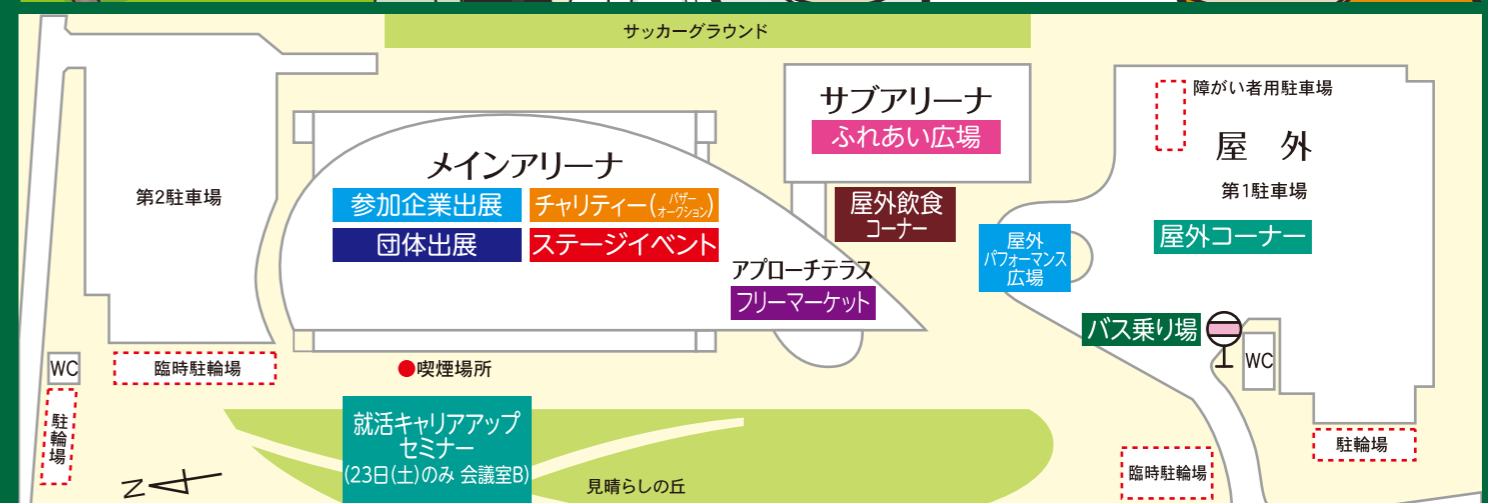 サッカーグラウンド
障がい者用駐車場
屋 外
第1駐車場
屋外コーナー
サブアリーナ
ふれあい広場
メインアリーナ
参加企業出展
チャリティー(バザー オークション)
団体出展
ステージイベント
第2駐車場
屋外飲食
コーナー
屋外
パフォーマンス
広場
アプローチテラス
フリーマーケット
バス乗り場
WC
WC
臨時駐輪場
喫煙場所
駐輪場
就活キャリアアップ
セミナー
(23日(土)のみ 会議室B)
見晴らしの丘
臨時駐輪場
駐輪場
N